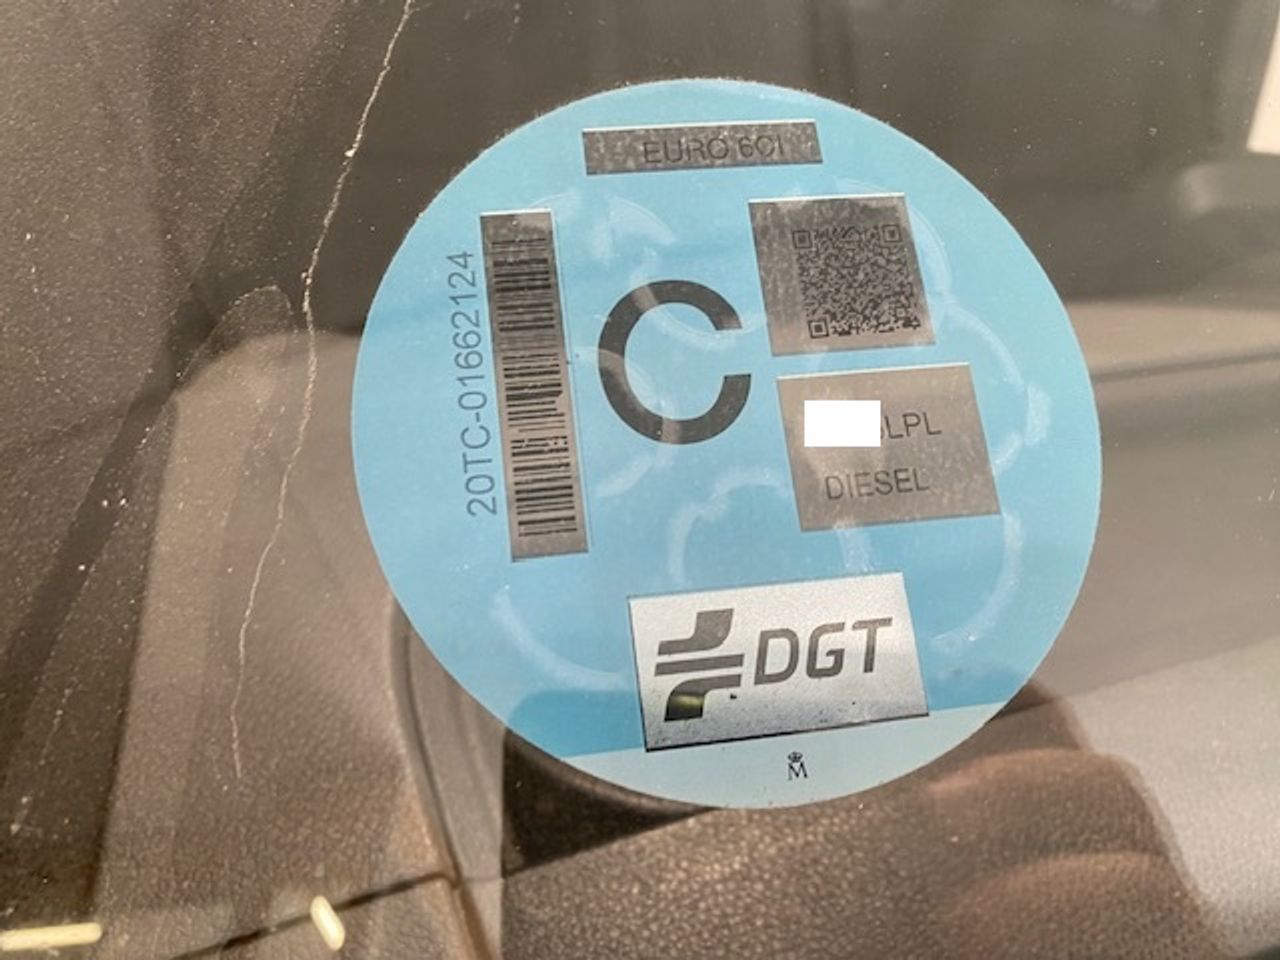 EURO 6CI
20TC-01662124
C
LPL
DIESEL
DGT
M